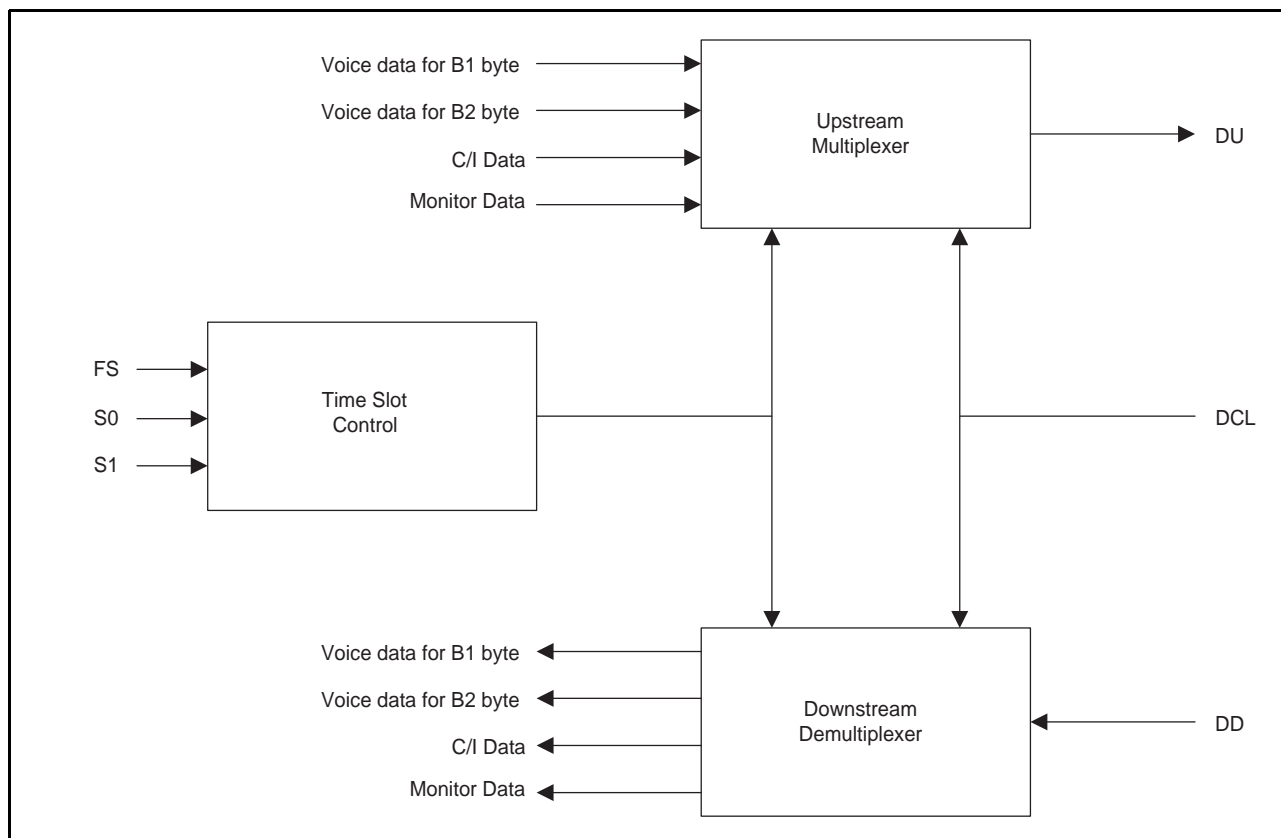 Voice data for B1 byte
Voice data for B2 byte
C/I Data
Monitor Data
Upstream
Multiplexer
DU
FS
S0
S1
Time Slot
Control
DCL
Voice data for B1 byte
Voice data for B2 byte
C/I Data
Monitor Data
Downstream
Demultiplexer
DD